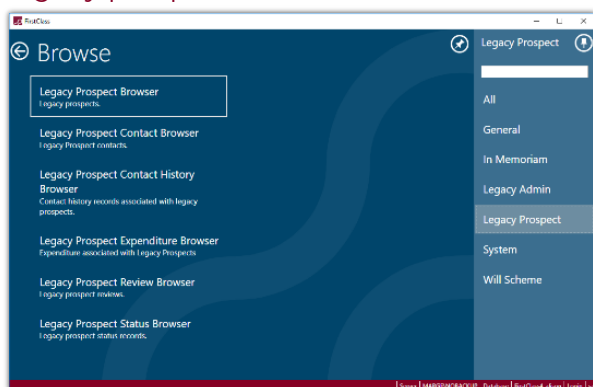 FirstClass
Browse
Legacy Prospect
Legacy Prospect Browser
Legacy prospects.
Legacy Prospect Contact Browser
Legacy Prospect contacts.
Legacy Prospect Contact History
Browser
Contact history records associated with legacy
prospects.
Legacy Prospect Expenditure Browser
Expenditure associated with Legacy Prospects
Legacy Prospect Review Browser
Legacy prospect reviews.
Legacy Prospect Status Browser
Legacy prospect status records.
All
General
In Memoriam
Legacy Admin
Legacy Prospect
System
Will Scheme